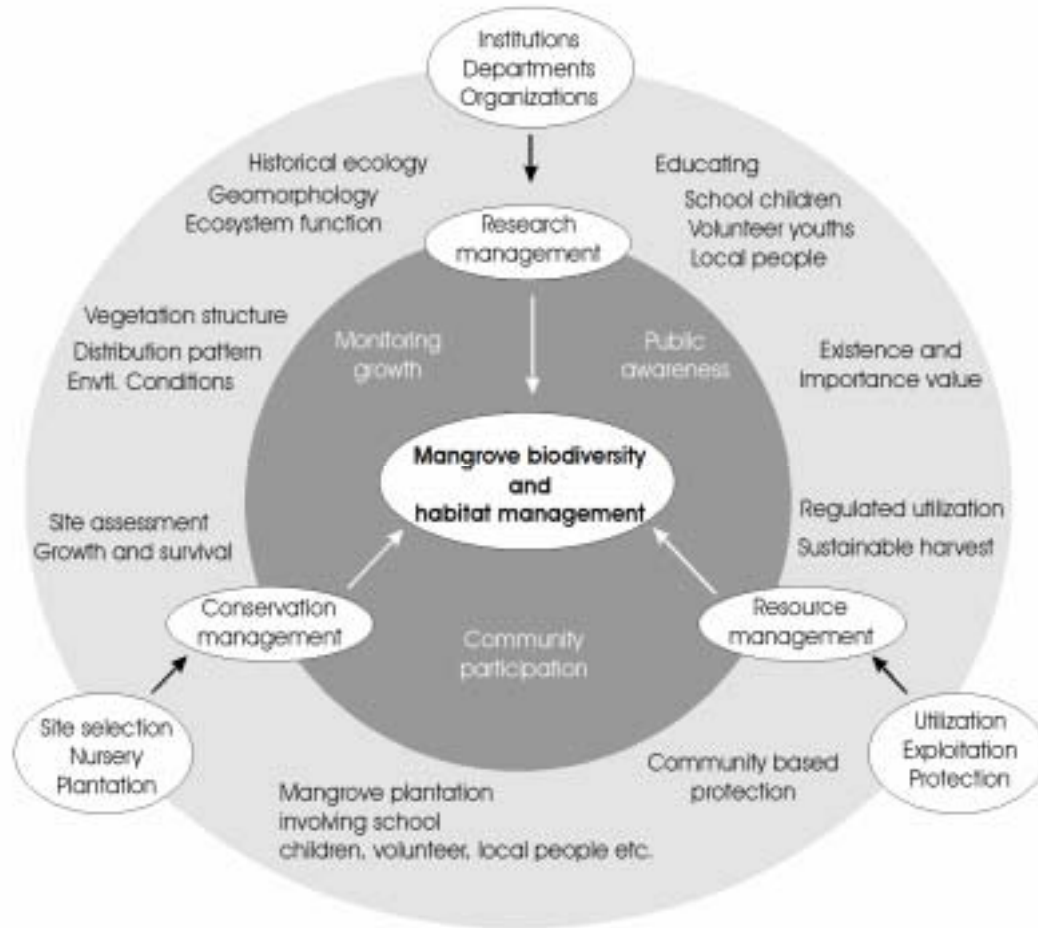 Institutions
Departments
Organizations
Historical ecology
Geomorphology
Ecosystem function
Educating
School children
Volunteer youths
Local people
Research
management
Vegetation structure
Distribution pattern
Envtl. Conditions
Monitoring
growth
Public
awareness
Existence and
Importance value
Mangrove biodiversity
and
habitat management
Site assessment
Growth and survival
Regulated utilization
Sustainable harvest
Conservation
management
Community
participation
Resource
management
Site selection
Nursery
Plantation
Utilization
Exploitation
Protection
Mangrove plantation
involving school
children, volunteer, local people etc.
Community based
protection